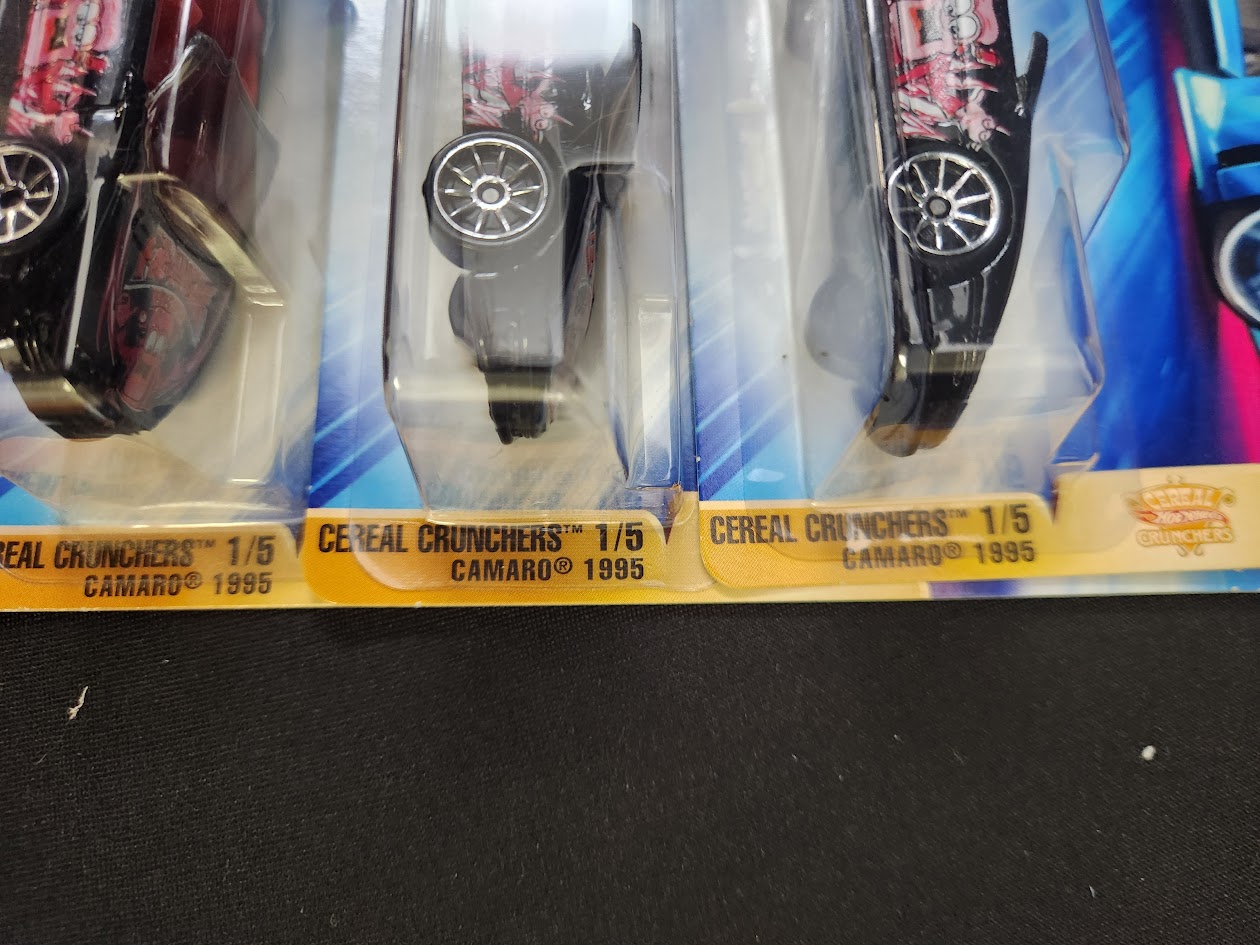 REAL CRUNCHERS™ 1/5
CAMARO® 1995
CEREAL CRUNCHERS™ 1/5
CAMARO® 1995
CEREAL CRUNCHERS™ 1/5
CAMARO® 1995
CEREAL
HOT WHEELS
CRUNCHERS